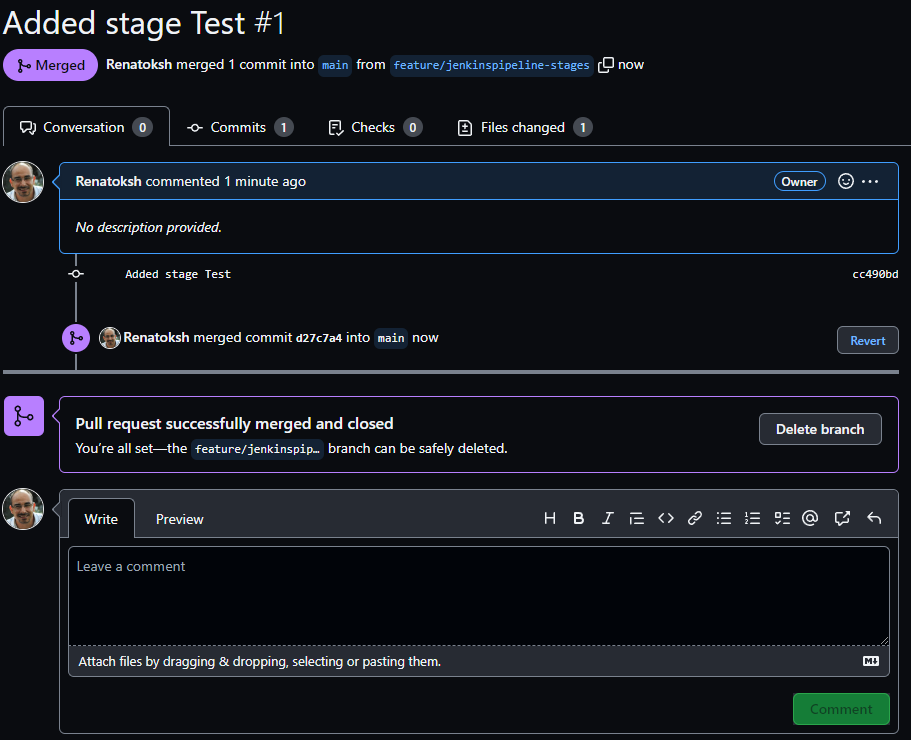 Added stage Test #1
Merged Renatoksh merged 1 commit into main from feature/jenkinspipeline-stages now
Conversation 0 Commits 1 Checks 0 Files changed 1
Renatoksh commented 1 minute ago Owner
No description provided.
Added stage Test cc490bd
Renatoksh merged commit d27c7a4 into main now Revert
Pull request successfully merged and closed
You're all set—the feature/jenkinspip… branch can be safely deleted.
Delete branch
Write Preview
Leave a comment
Attach files by dragging & dropping, selecting or pasting them.
Comment